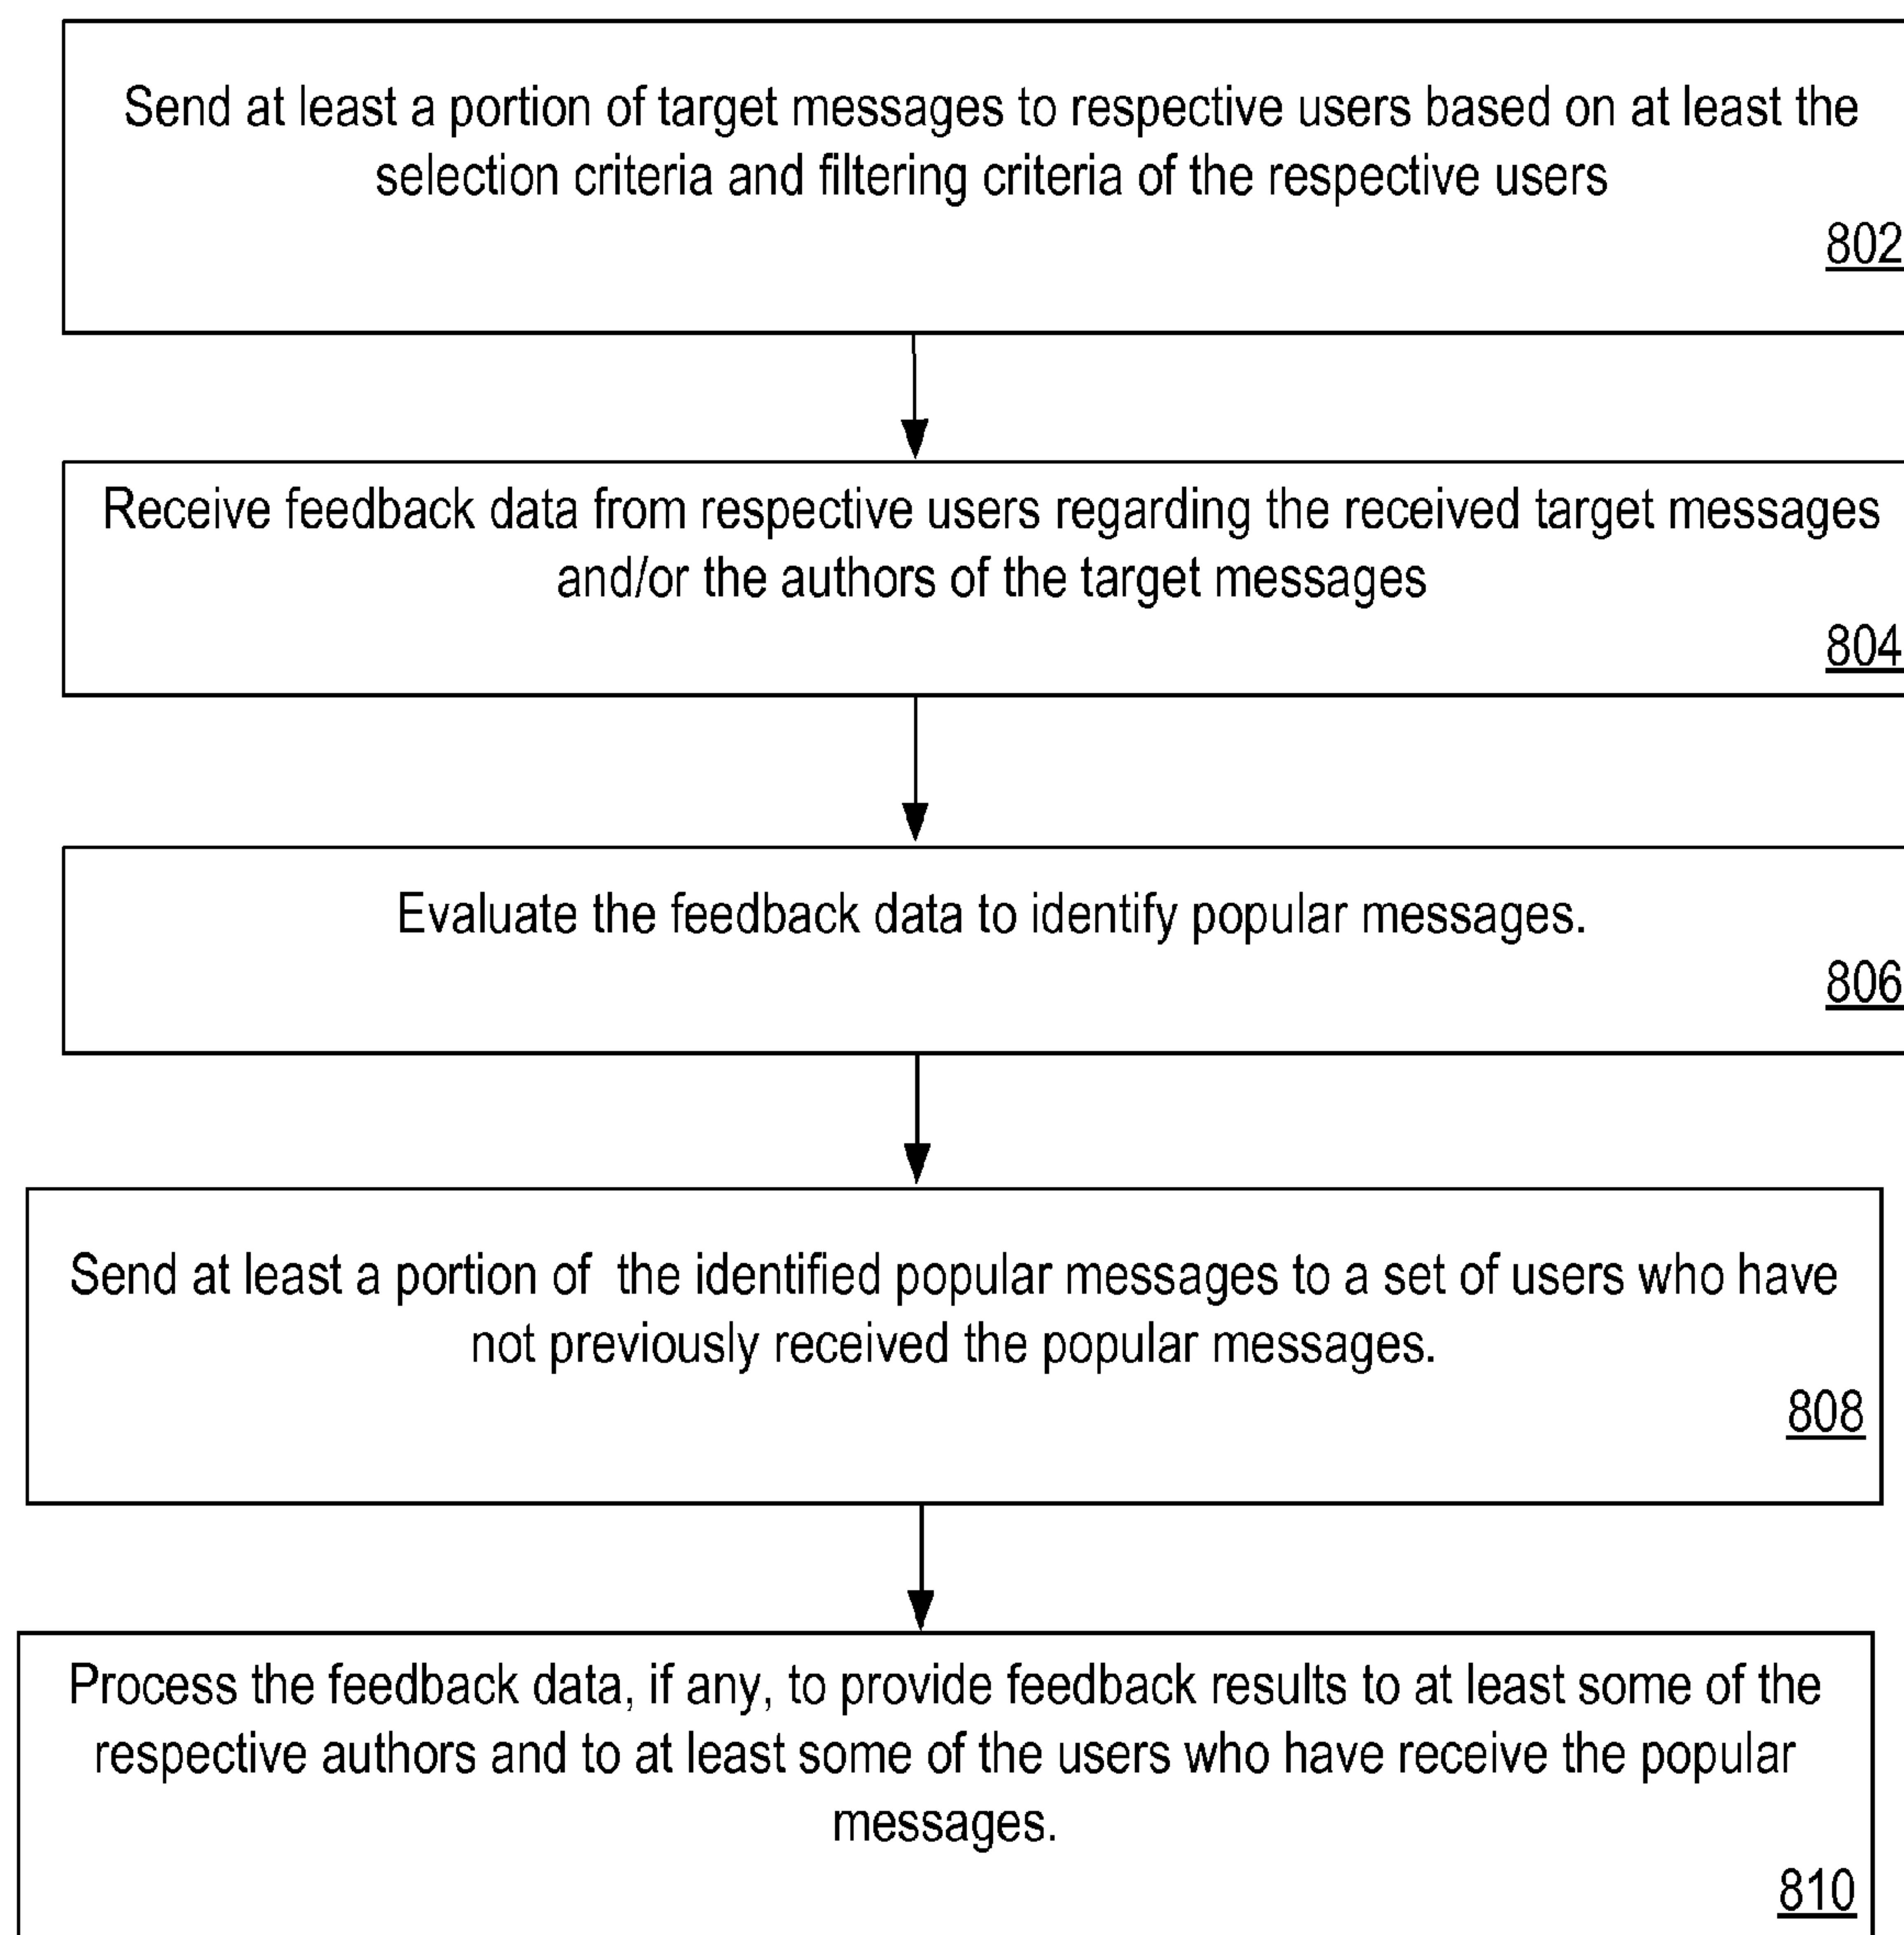 Send at least a portion of target messages to respective users based on at least the
selection criteria and filtering criteria of the respective users
802
Receive feedback data from respective users regarding the received target messages
and/or the authors of the target messages
804
Evaluate the feedback data to identify popular messages.
806
Send at least a portion of the identified popular messages to a set of users who have
not previously received the popular messages.
808
Process the feedback data, if any, to provide feedback results to at least some of the
respective authors and to at least some of the users who have receive the popular
messages.
810